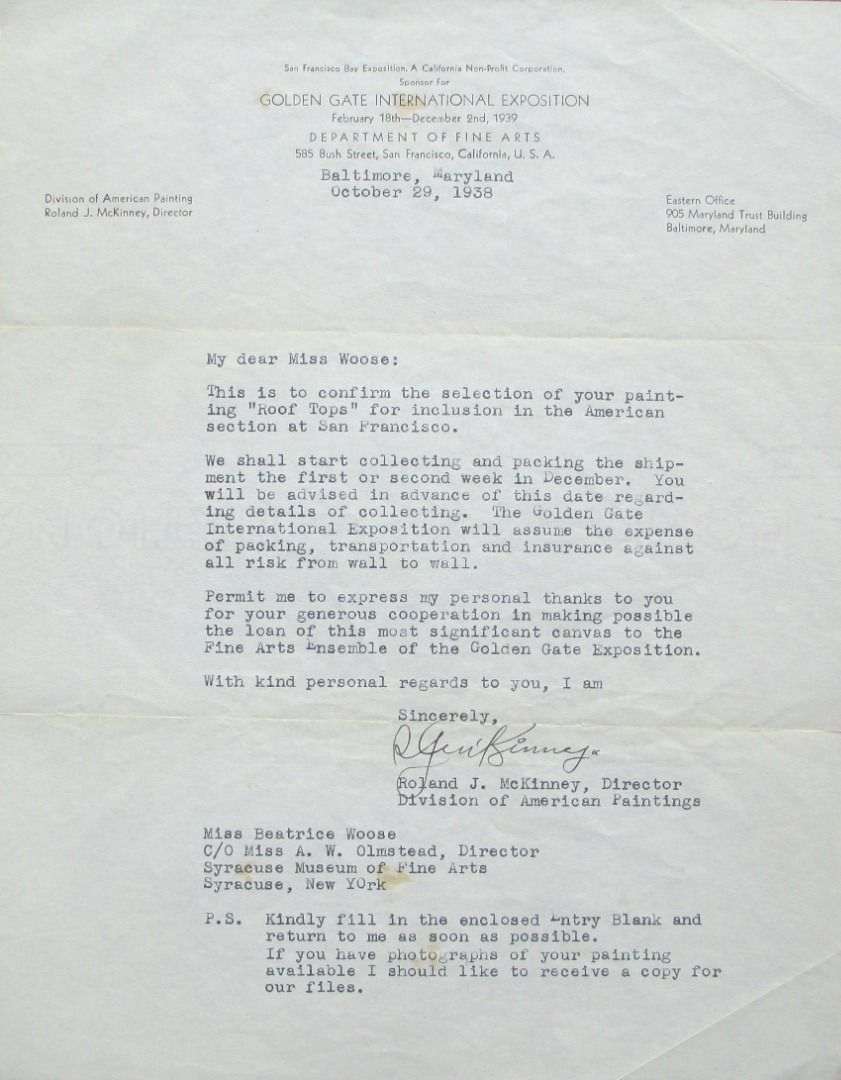 San Francisco Bay Exposition, A California Non-Profit Corporation,
Sponsor For
GOLDEN GATE INTERNATIONAL EXPOSITION
February 18th—December 2nd, 1939
DEPARTMENT OF FINE ARTS
585 Bush Street, San Francisco, California, U. S. A.
Baltimore, Maryland
October 29, 1938
Division of American Painting
Roland J. McKinney, Director
Eastern Office
905 Maryland Trust Building
Baltimore, Maryland
My dear Miss Woose:
This is to confirm the selection of your paint-
ing "Roof Tops" for inclusion in the American
section at San Francisco.
We shall start collecting and packing the ship-
ment the first or second week in December. You
will be advised in advance of this date regard-
ing details of collecting. The Golden Gate
International Exposition will assume the expense
of packing, transportation and insurance against
all risk from wall to wall.
Permit me to express my personal thanks to you
for your generous cooperation in making possible
the loan of this most significant canvas to the
Fine Arts Ensemble of the Golden Gate Exposition.
With kind personal regards to you, I am
Sincerely,
R J McKinney
Roland J. McKinney, Director
Division of American Paintings
Miss Beatrice Woose
C/O Miss A. W. Olmstead, Director
Syracuse Museum of Fine Arts
Syracuse, New YOrk
P.S. Kindly fill in the enclosed Entry Blank and
return to me as soon as possible.
If you have photographs of your painting
available I should like to receive a copy for
our files.